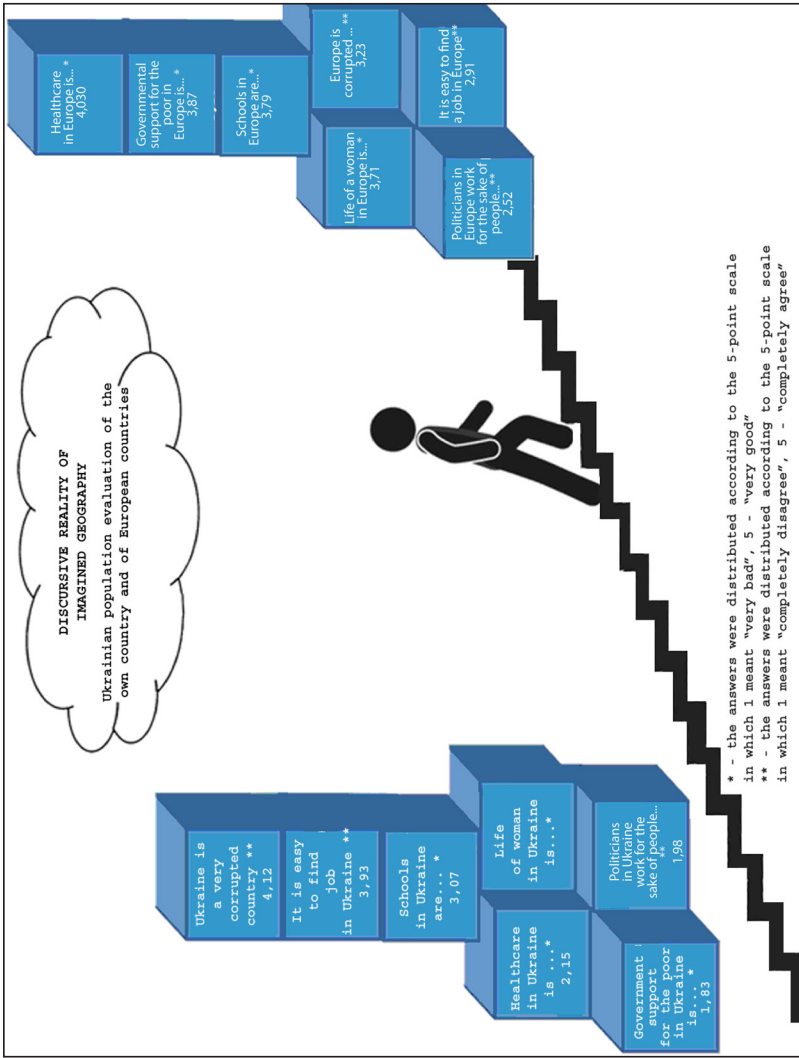 DISCURSIVE REALITY OF
IMAGINED GEOGRAPHY
Ukrainian population evaluation of the
own country and of European countries
Ukraine is
a very
corrupted
country **
4,12
It is easy
to find
job
in Ukraine **
3,93
Schools
in Ukraine
are... *
3,07
Healthcare
in Ukraine
is ...*
2,15
Life
of woman
in Ukraine
is...*
Government
support
for the poor
in Ukraine
is... *
1,83
Politicians
in Ukraine
work for the
sake of people...
**
1,98
Healthcare
in Europe is...*
4,030
Governmental
support for the
poor in
Europe is...*
3,87
Schools in
Europe are...*
3,79
Life of a woman
in Europe is...*
3,71
Europe is
corrupted ... **
3,23
Politicians in
Europe work
for the sake of
people...**
2,52
It is easy to find
a job in Europe**
2,91
* - the answers were distributed according to the 5-point scale
in which 1 meant "very bad", 5 - "very good"
** - the answers were distributed according to the 5-point scale
in which 1 meant "completely disagree", 5 - "completely agree"